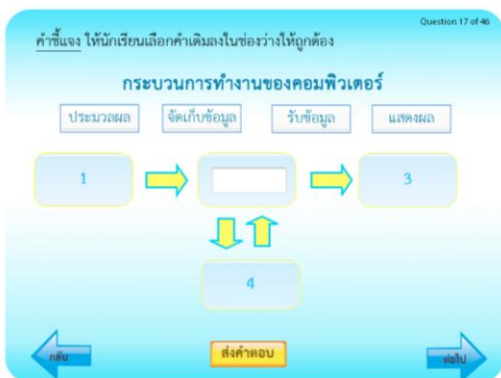 Question 17 of 46
คำชี้แจง ให้นักเรียนเลือกคำเติมลงในช่องว่างให้ถูกต้อง
กระบวนการทำงานของคอมพิวเตอร์
ประมวลผล จัดเก็บข้อมูล รับข้อมูล แสดงผล
1 3
4
กลับ ส่งคำตอบ ต่อไป